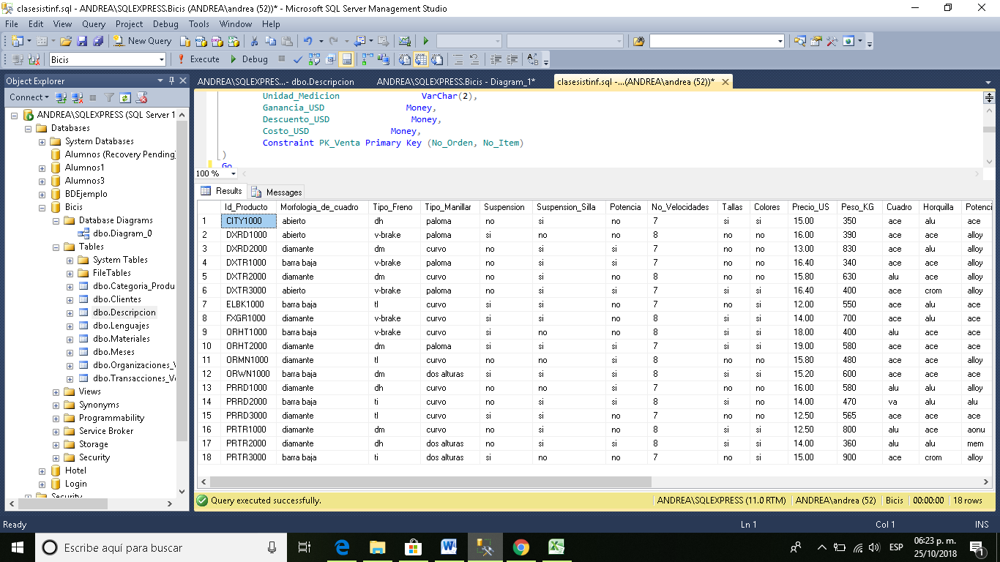 clasesistinf.sql - ANDREA\SQLEXPRESS.Bicis (ANDREA\andrea (52))* - Microsoft SQL Server Management Studio
File Edit View Query Project Debug Tools Window Help
New Query
Bicis Execute Debug
Object Explorer
ANDREA\SQLEXPRES...- dbo.Descripcion ANDREA\SQLEXPRESS.Bicis - Diagram_1* clasesistinf.sql -...(ANDREA\andrea (52))*
Connect
ANDREA\SQLEXPRESS (SQL Server 1
Databases
System Databases
Alumnos (Recovery Pending)
Alumnos1
Alumnos3
BDEjemplo
Bicis
Database Diagrams
dbo.Diagram_0
Tables
System Tables
FileTables
dbo.Categoria_Produ
dbo.Clientes
dbo.Descripcion
dbo.Lenguajes
dbo.Materiales
dbo.Meses
dbo.Organizaciones_V
dbo.Transacciones_Ve
Views
Synonyms
Programmability
Service Broker
Storage
Security
Hotel
Login
Security
Unidad_Medicion VarChar(2),
Ganancia_USD Money,
Descuento_USD Money,
Costo_USD Money,
Constraint PK_Venta Primary Key (No_Orden, No_Item)
)
Go
100 %
Results Messages
Id_Producto Morfologia_de_cuadro Tipo_Freno Tipo_Manillar Suspension Suspension_Silla Potencia No_Velocidades Tallas Colores Precio_US Peso_KG Cuadro Horquilla Potenci
1 CITY1000 abierto dh paloma no si no 7 si si 15.00 350 ace alu ace
2 DXRD1000 abierto v-brake paloma si no no 8 no no 16.00 390 ace ace alloy
3 DXRD2000 diamante dm curvo no si si 7 no no 13.00 830 ace alu alloy
4 DXTR1000 barra baja v-brake paloma no si si 7 no no 16.40 340 ace ace alloy
5 DXTR2000 diamante dm curvo no si si 8 no no 15.80 630 alu ace alloy
6 DXTR3000 abierto v-brake paloma no si si 7 si si 16.40 400 ace crom alloy
7 ELBK1000 barra baja tl curvo si si no 7 no si 12.00 550 ace alu ace
8 FXGR1000 diamante v-brake curvo si si no 8 si si 14.00 700 ace alu ace
9 ORHT1000 barra baja v-brake curvo si no no 8 si si 18.00 400 alu ace ace
10 ORHT2000 diamante dm paloma si si si 7 si si 19.00 580 ace ace ace
11 ORMN1000 diamante tl curvo no no si 8 no no 15.80 480 ace ace alloy
12 ORWN1000 barra baja dm dos alturas si si si 8 si si 15.20 600 ace ace ace
13 PRRD1000 diamante dh curvo no no si 7 no no 16.00 580 alu alu alloy
14 PRRD2000 barra baja ti curvo no si si 8 si no 14.00 470 va alu alu
15 PRRD3000 diamante tl curvo si si no 7 no no 12.50 565 ace ace ace
16 PRTR1000 diamante dm curvo no si no 8 si si 12.50 800 alu ace aonu
17 PRTR2000 diamante dh dos alturas no si si 8 si si 14.00 360 alu alu mem
18 PRTR3000 barra baja ti dos alturas si no no 7 no si 15.00 900 ace crom alloy
Query executed successfully. ANDREA\SQLEXPRESS (11.0 RTM) ANDREA\andrea (52) Bicis 00:00:00 18 rows
Ready Ln 1 Col 1 INS
Escribe aquí para buscar ESP 06:23 p. m.
25/10/2018
1